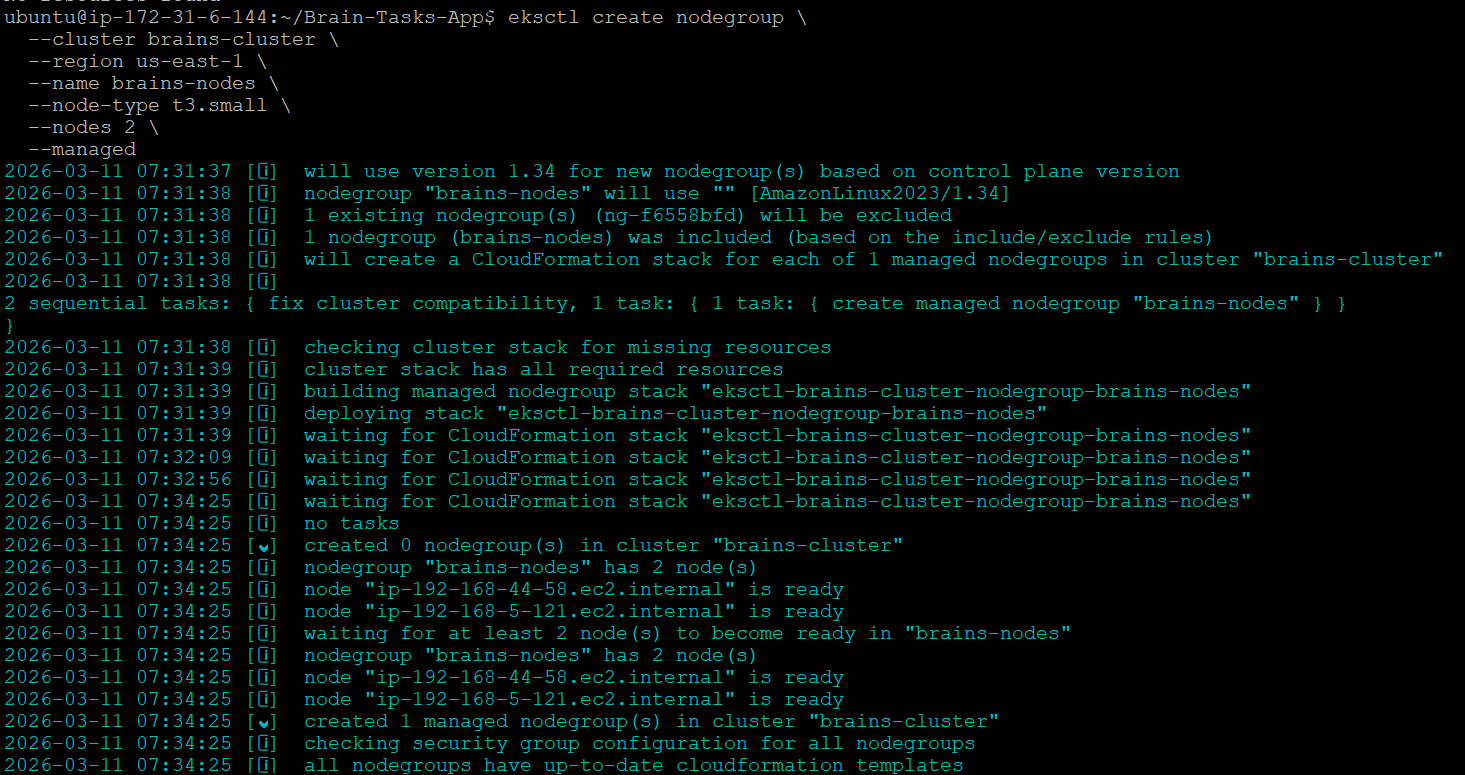 ubuntu@ip-172-31-6-144:~/Brain-Tasks-App$ eksctl create nodegroup \
  --cluster brains-cluster \
  --region us-east-1 \
  --name brains-nodes \
  --node-type t3.small \
  --nodes 2 \
  --managed
2026-03-11 07:31:37 [ℹ]  will use version 1.34 for new nodegroup(s) based on control plane version
2026-03-11 07:31:38 [ℹ]  nodegroup "brains-nodes" will use "" [AmazonLinux2023/1.34]
2026-03-11 07:31:38 [ℹ]  1 existing nodegroup(s) (ng-f6558bfd) will be excluded
2026-03-11 07:31:38 [ℹ]  1 nodegroup (brains-nodes) was included (based on the include/exclude rules)
2026-03-11 07:31:38 [ℹ]  will create a CloudFormation stack for each of 1 managed nodegroups in cluster "brains-cluster"
2026-03-11 07:31:38 [ℹ]
2 sequential tasks: { fix cluster compatibility, 1 task: { 1 task: { create managed nodegroup "brains-nodes" } }
}
2026-03-11 07:31:38 [ℹ]  checking cluster stack for missing resources
2026-03-11 07:31:39 [ℹ]  cluster stack has all required resources
2026-03-11 07:31:39 [ℹ]  building managed nodegroup stack "eksctl-brains-cluster-nodegroup-brains-nodes"
2026-03-11 07:31:39 [ℹ]  deploying stack "eksctl-brains-cluster-nodegroup-brains-nodes"
2026-03-11 07:31:39 [ℹ]  waiting for CloudFormation stack "eksctl-brains-cluster-nodegroup-brains-nodes"
2026-03-11 07:32:09 [ℹ]  waiting for CloudFormation stack "eksctl-brains-cluster-nodegroup-brains-nodes"
2026-03-11 07:32:56 [ℹ]  waiting for CloudFormation stack "eksctl-brains-cluster-nodegroup-brains-nodes"
2026-03-11 07:34:25 [ℹ]  waiting for CloudFormation stack "eksctl-brains-cluster-nodegroup-brains-nodes"
2026-03-11 07:34:25 [ℹ]  no tasks
2026-03-11 07:34:25 [✔]  created 0 nodegroup(s) in cluster "brains-cluster"
2026-03-11 07:34:25 [ℹ]  nodegroup "brains-nodes" has 2 node(s)
2026-03-11 07:34:25 [ℹ]  node "ip-192-168-44-58.ec2.internal" is ready
2026-03-11 07:34:25 [ℹ]  node "ip-192-168-5-121.ec2.internal" is ready
2026-03-11 07:34:25 [ℹ]  waiting for at least 2 node(s) to become ready in "brains-nodes"
2026-03-11 07:34:25 [ℹ]  nodegroup "brains-nodes" has 2 node(s)
2026-03-11 07:34:25 [ℹ]  node "ip-192-168-44-58.ec2.internal" is ready
2026-03-11 07:34:25 [ℹ]  node "ip-192-168-5-121.ec2.internal" is ready
2026-03-11 07:34:25 [✔]  created 1 managed nodegroup(s) in cluster "brains-cluster"
2026-03-11 07:34:25 [ℹ]  checking security group configuration for all nodegroups
2026-03-11 07:34:25 [ℹ]  all nodegroups have up-to-date cloudformation templates